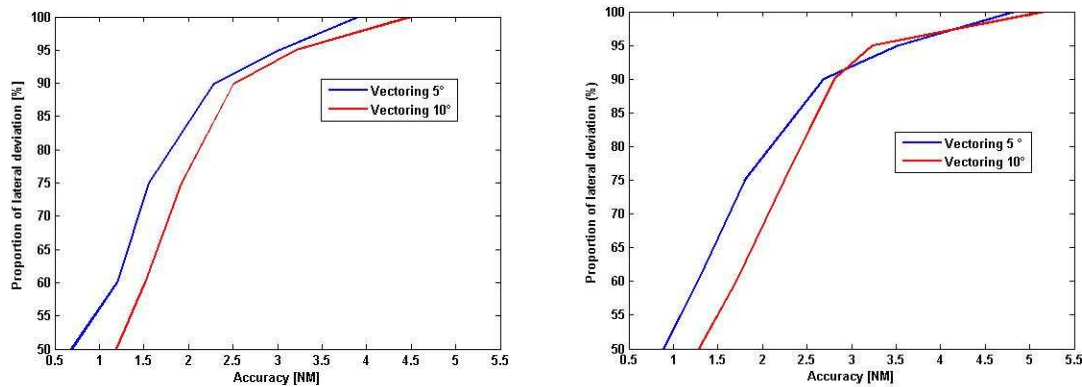 Proportion of lateral deviation [%]
100
95
90
85
80
75
70
65
60
55
50
0.5 1 1.5 2 2.5 3 3.5 4 4.5 5 5.5
Accuracy [NM]
Vectoring 5°
Vectoring 10°
Proportion of lateral deviation (%)
100
95
90
85
80
75
70
65
60
55
50
0.5 1 1.5 2 2.5 3 3.5 4 4.5 5 5.5
Accuracy [NM]
Vectoring 5 °
Vectoring 10°